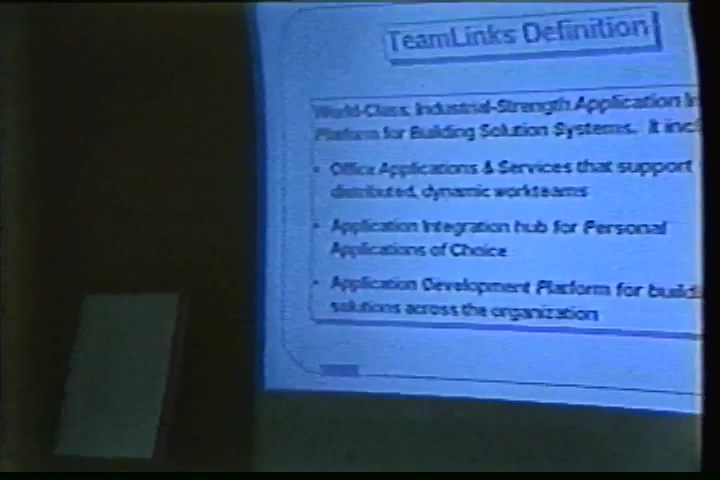 TeamLinks Definition
World-Class, Industrial-Strength Application
Platform for Building Solution Systems. It
• Office Applications & Services that support
distributed, dynamic workteams
• Application Integration hub for Personal
Applications of Choice
• Application Development Platform for
solutions across the organization